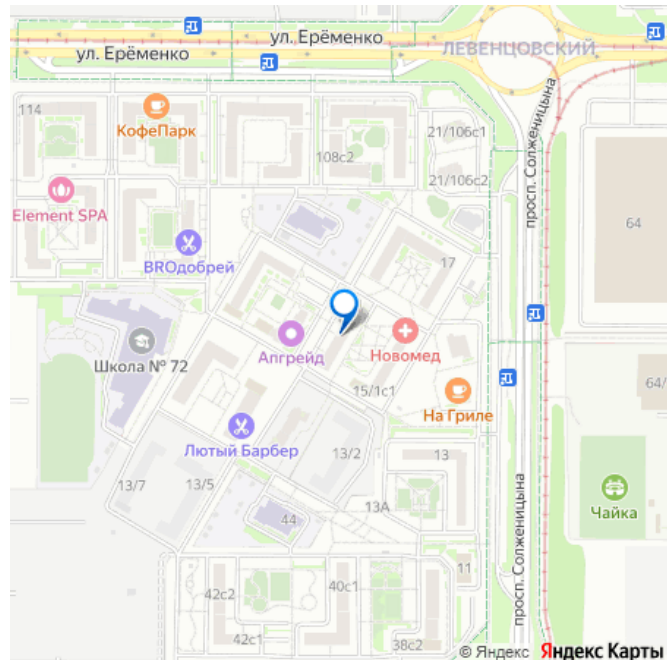 ул. Ерёменко
ул. Ерёменко
ЛЕВЕНЦОВСКИЙ
114
КофеПарк
108с2
21/106с1
21/106с2
просп. Солженицына
Element SPA
64
BROдобрей
17
Школа № 72
Апгрейд
Новомед
15/1с1
64/
На Гриле
Лютый Барбер
13/2
13
13/7
13/5
13А
44
Чайка
просп. Солженицына
11
42с2
40с1
42с1
38с2
© Яндекс Яндекс Карты